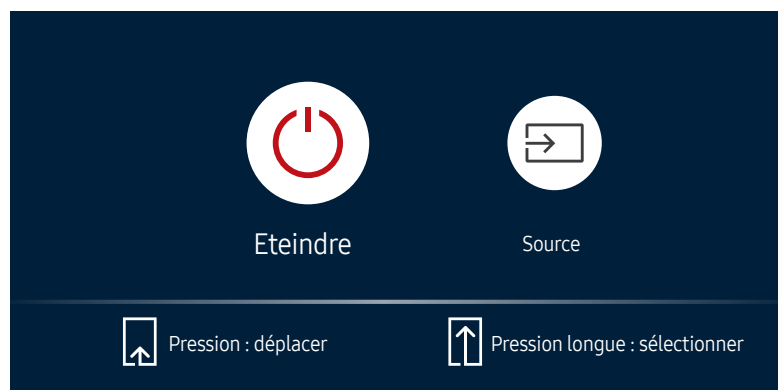 Eteindre
Source
Pression : déplacer
Pression longue : sélectionner